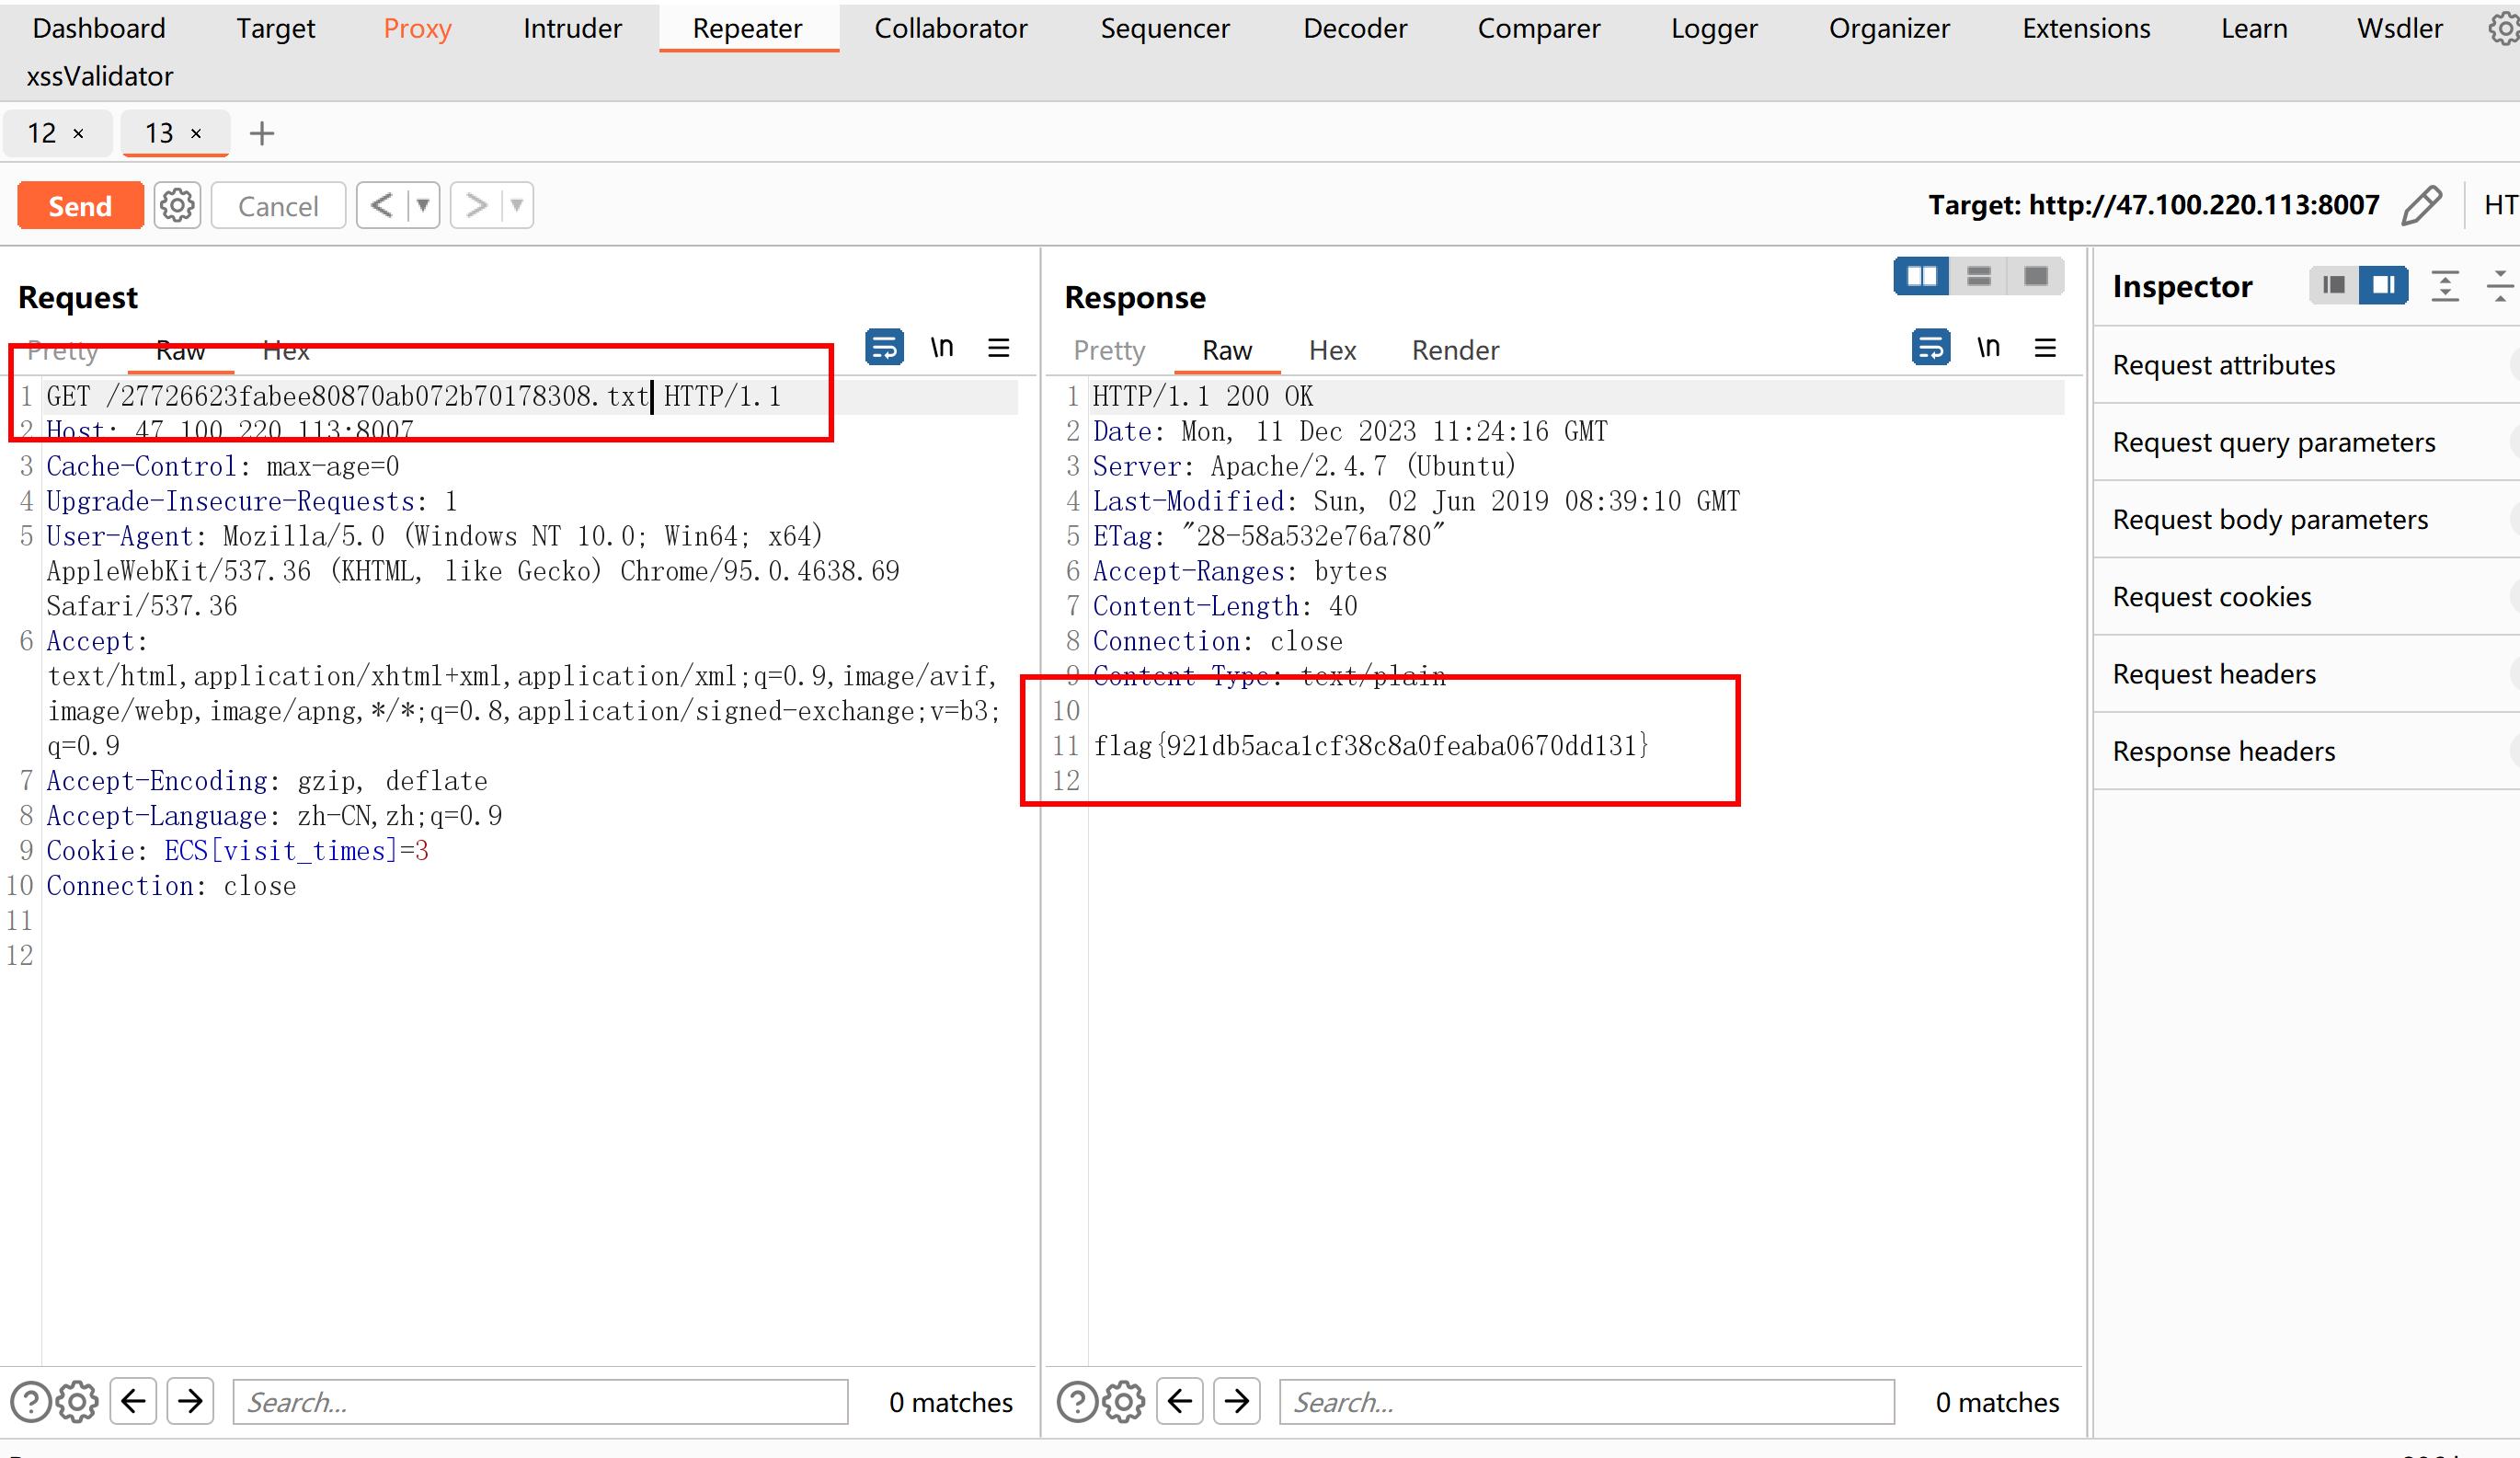 Dashboard Target Proxy Intruder Repeater Collaborator Sequencer Decoder Comparer Logger Organizer Extensions Learn Wsdler
xssValidator
12 × 13 × +
Send Cancel < ▼ > ▼ Target: http://47.100.220.113:8007 HT
Request
Pretty Raw Hex \n
1 GET /27726623fabee80870ab072b70178308.txt HTTP/1.1
2 Host: 47.100.220.113:8007
3 Cache-Control: max-age=0
4 Upgrade-Insecure-Requests: 1
5 User-Agent: Mozilla/5.0 (Windows NT 10.0; Win64; x64)
AppleWebKit/537.36 (KHTML, like Gecko) Chrome/95.0.4638.69
Safari/537.36
6 Accept:
text/html,application/xhtml+xml,application/xml;q=0.9,image/avif,
image/webp,image/apng,*/*;q=0.8,application/signed-exchange;v=b3;
q=0.9
7 Accept-Encoding: gzip, deflate
8 Accept-Language: zh-CN,zh;q=0.9
9 Cookie: ECS[visit_times]=3
10 Connection: close
11
12
Search... 0 matches
Response
Pretty Raw Hex Render \n
1 HTTP/1.1 200 OK
2 Date: Mon, 11 Dec 2023 11:24:16 GMT
3 Server: Apache/2.4.7 (Ubuntu)
4 Last-Modified: Sun, 02 Jun 2019 08:39:10 GMT
5 ETag: "28-58a532e76a780"
6 Accept-Ranges: bytes
7 Content-Length: 40
8 Connection: close
9 Content-Type: text/plain
10
11 flag{921db5aca1cf38c8a0feaba0670dd131}
12
Search... 0 matches
Inspector
Request attributes
Request query parameters
Request body parameters
Request cookies
Request headers
Response headers